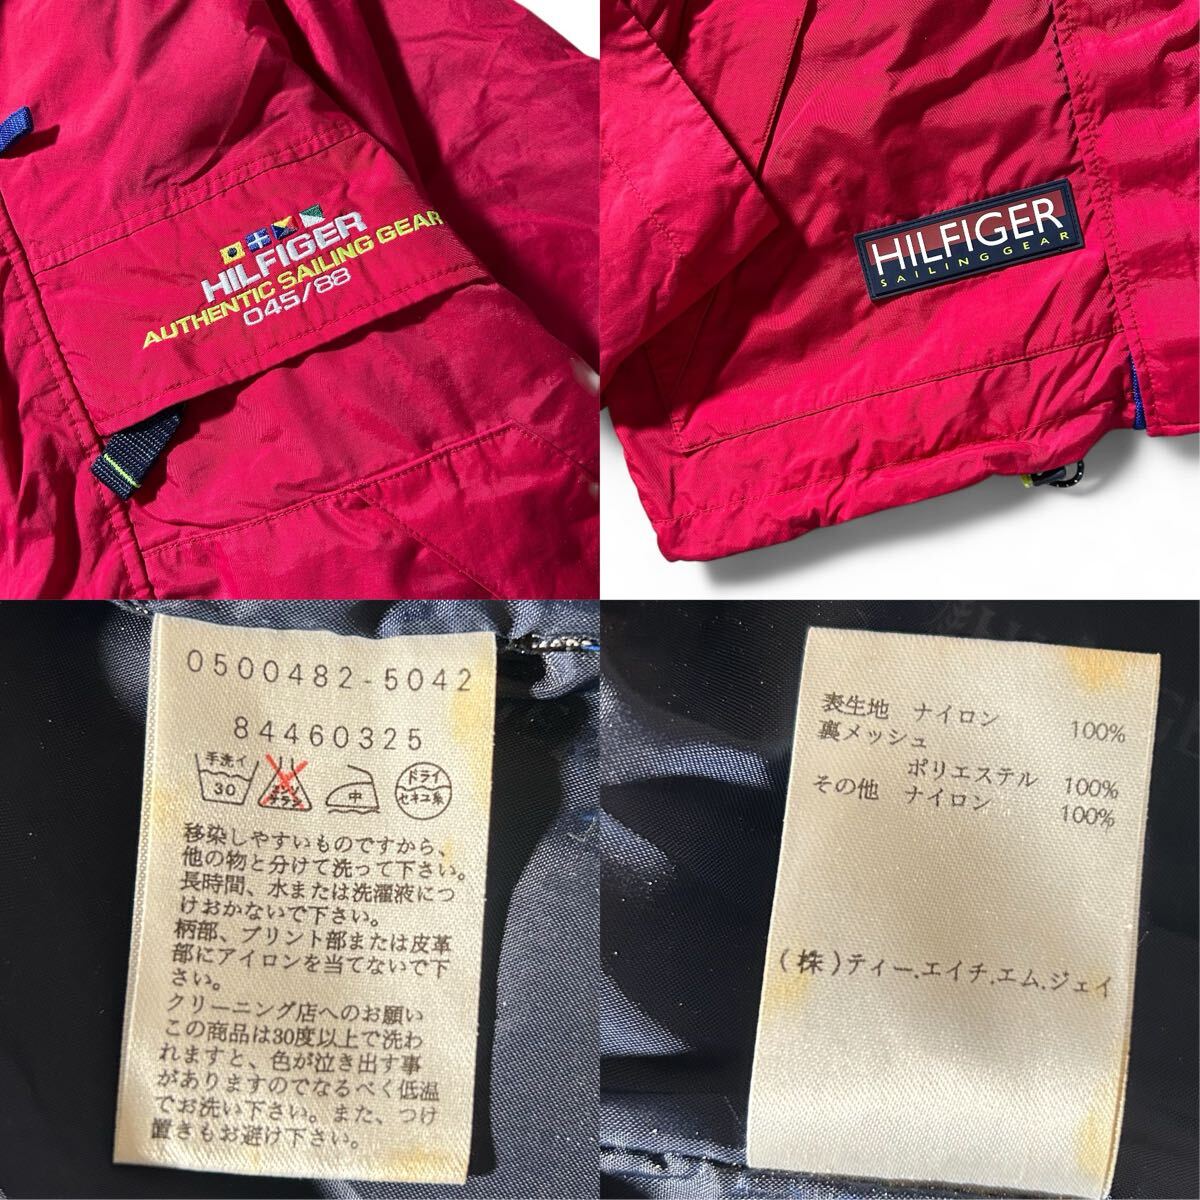 HILFIGER
AUTHENTIC SAILING GEAR
045/88
HILFIGER
SAILING GEAR
0500482-5042
84460325
手洗イ
30
エンソ
チラシ
中
ドライ
セキユ系
移染しやすいものですから、
他の物と分けて洗って下さい。
長時間、水または洗濯液につ
けおかないで下さい。
柄部、プリント部または皮革
部にアイロンを当てないで下
さい。
クリーニング店へのお願い
この商品は30度以上で洗わ
れますと、色が泣き出す事
がありますのでなるべく低温
でお洗い下さい。また、つけ
置きもお避け下さい。
表生地 ナイロン 100%
裏メッシュ
ポリエステル 100%
その他 ナイロン 100%
(株)ティー.エイチ.エム.ジェイ